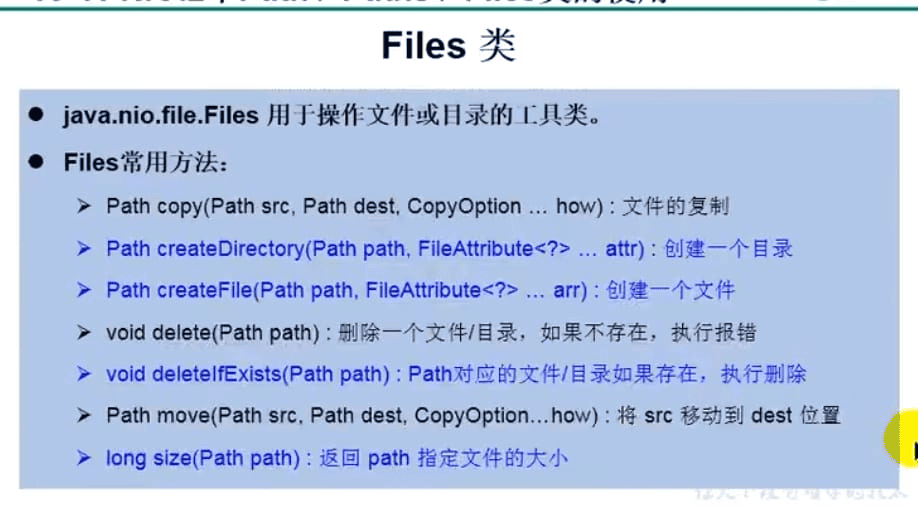 Files 类
● java.nio.file.Files 用于操作文件或目录的工具类。
● Files常用方法：
➢ Path copy(Path src, Path dest, CopyOption … how) : 文件的复制
➢ Path createDirectory(Path path, FileAttribute<?> … attr) : 创建一个目录
➢ Path createFile(Path path, FileAttribute<?> … arr) : 创建一个文件
➢ void delete(Path path) : 删除一个文件/目录，如果不存在，执行报错
➢ void deleteIfExists(Path path) : Path对应的文件/目录如果存在，执行删除
➢ Path move(Path src, Path dest, CopyOption…how) : 将 src 移动到 dest 位置
➢ long size(Path path) : 返回 path 指定文件的大小